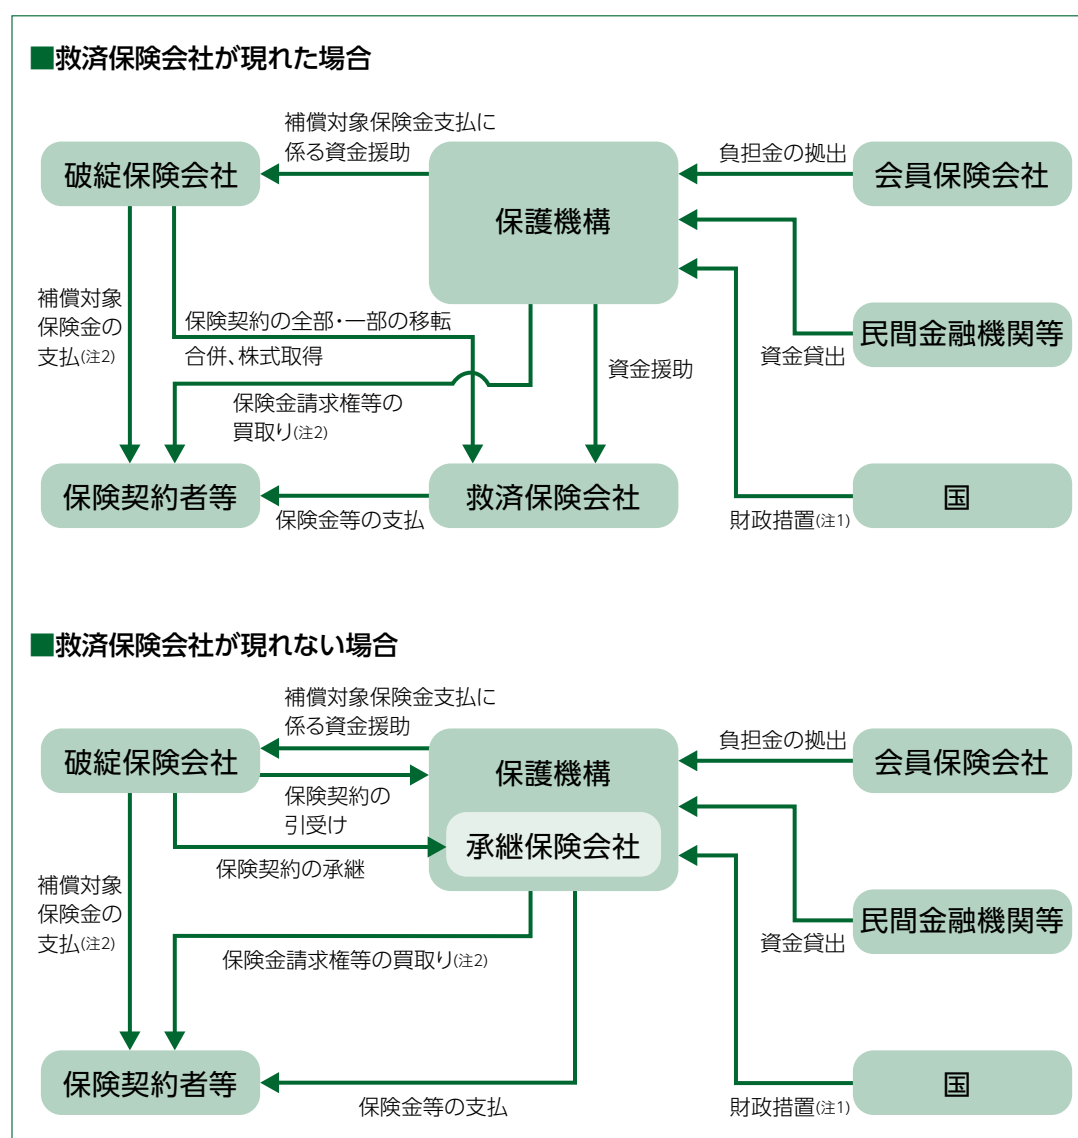 ■救済保険会社が現れた場合
補償対象保険金支払に
係る資金援助
負担金の拠出
破綻保険会社
保護機構
会員保険会社
補償対象
保険金の
支払(注2)
保険契約の全部・一部の移転
合併、株式取得
資金援助
民間金融機関等
資金貸出
保険金請求権等の
買取り(注2)
保険契約者等
救済保険会社
国
保険金等の支払
財政措置(注1)
■救済保険会社が現れない場合
補償対象保険金支払に
係る資金援助
負担金の拠出
破綻保険会社
保護機構
会員保険会社
保険契約の
引受け
承継保険会社
保険契約の承継
補償対象
保険金の
支払(注2)
民間金融機関等
資金貸出
保険金請求権等の買取り(注2)
保険契約者等
国
保険金等の支払
財政措置(注1)